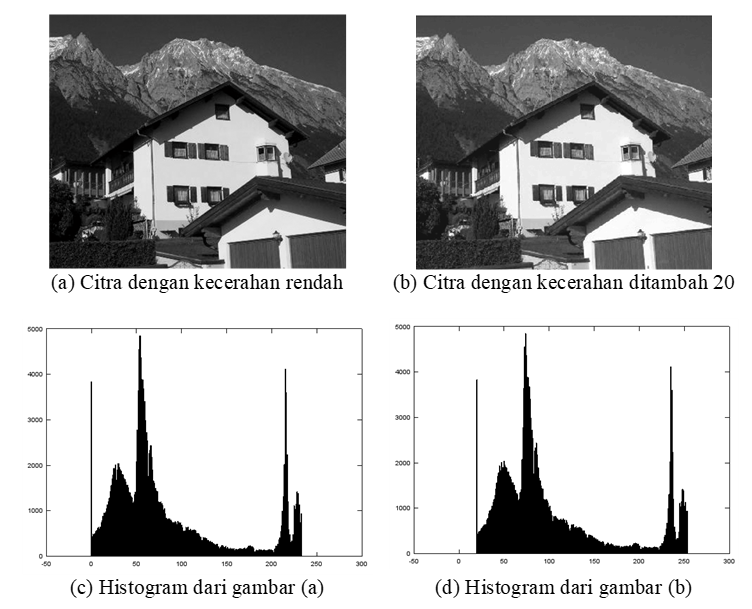 (a) Citra dengan kecerahan rendah
(b) Citra dengan kecerahan ditambah 20
5000
4000
3000
2000
1000
0
-50 0 50 100 150 200 250 300
5000
4000
3000
2000
1000
0
-50 0 50 100 150 200 250 300
(c) Histogram dari gambar (a)
(d) Histogram dari gambar (b)